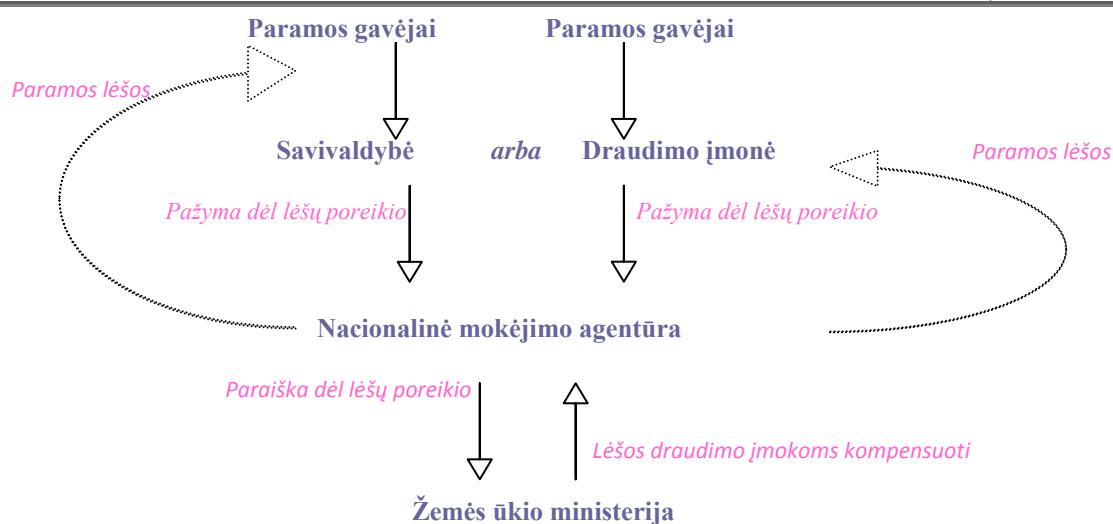 Paramos gavėjai Paramos gavėjai
Paramos lėšos
Savivaldybė arba Draudimo įmonė Paramos lėšos
Pažyma dėl lėšų poreikio Pažyma dėl lėšų poreikio
Nacionalinė mokėjimo agentūra
Paraiška dėl lėšų poreikio
Lėšos draudimo įmokoms kompensuoti
Žemės ūkio ministerija